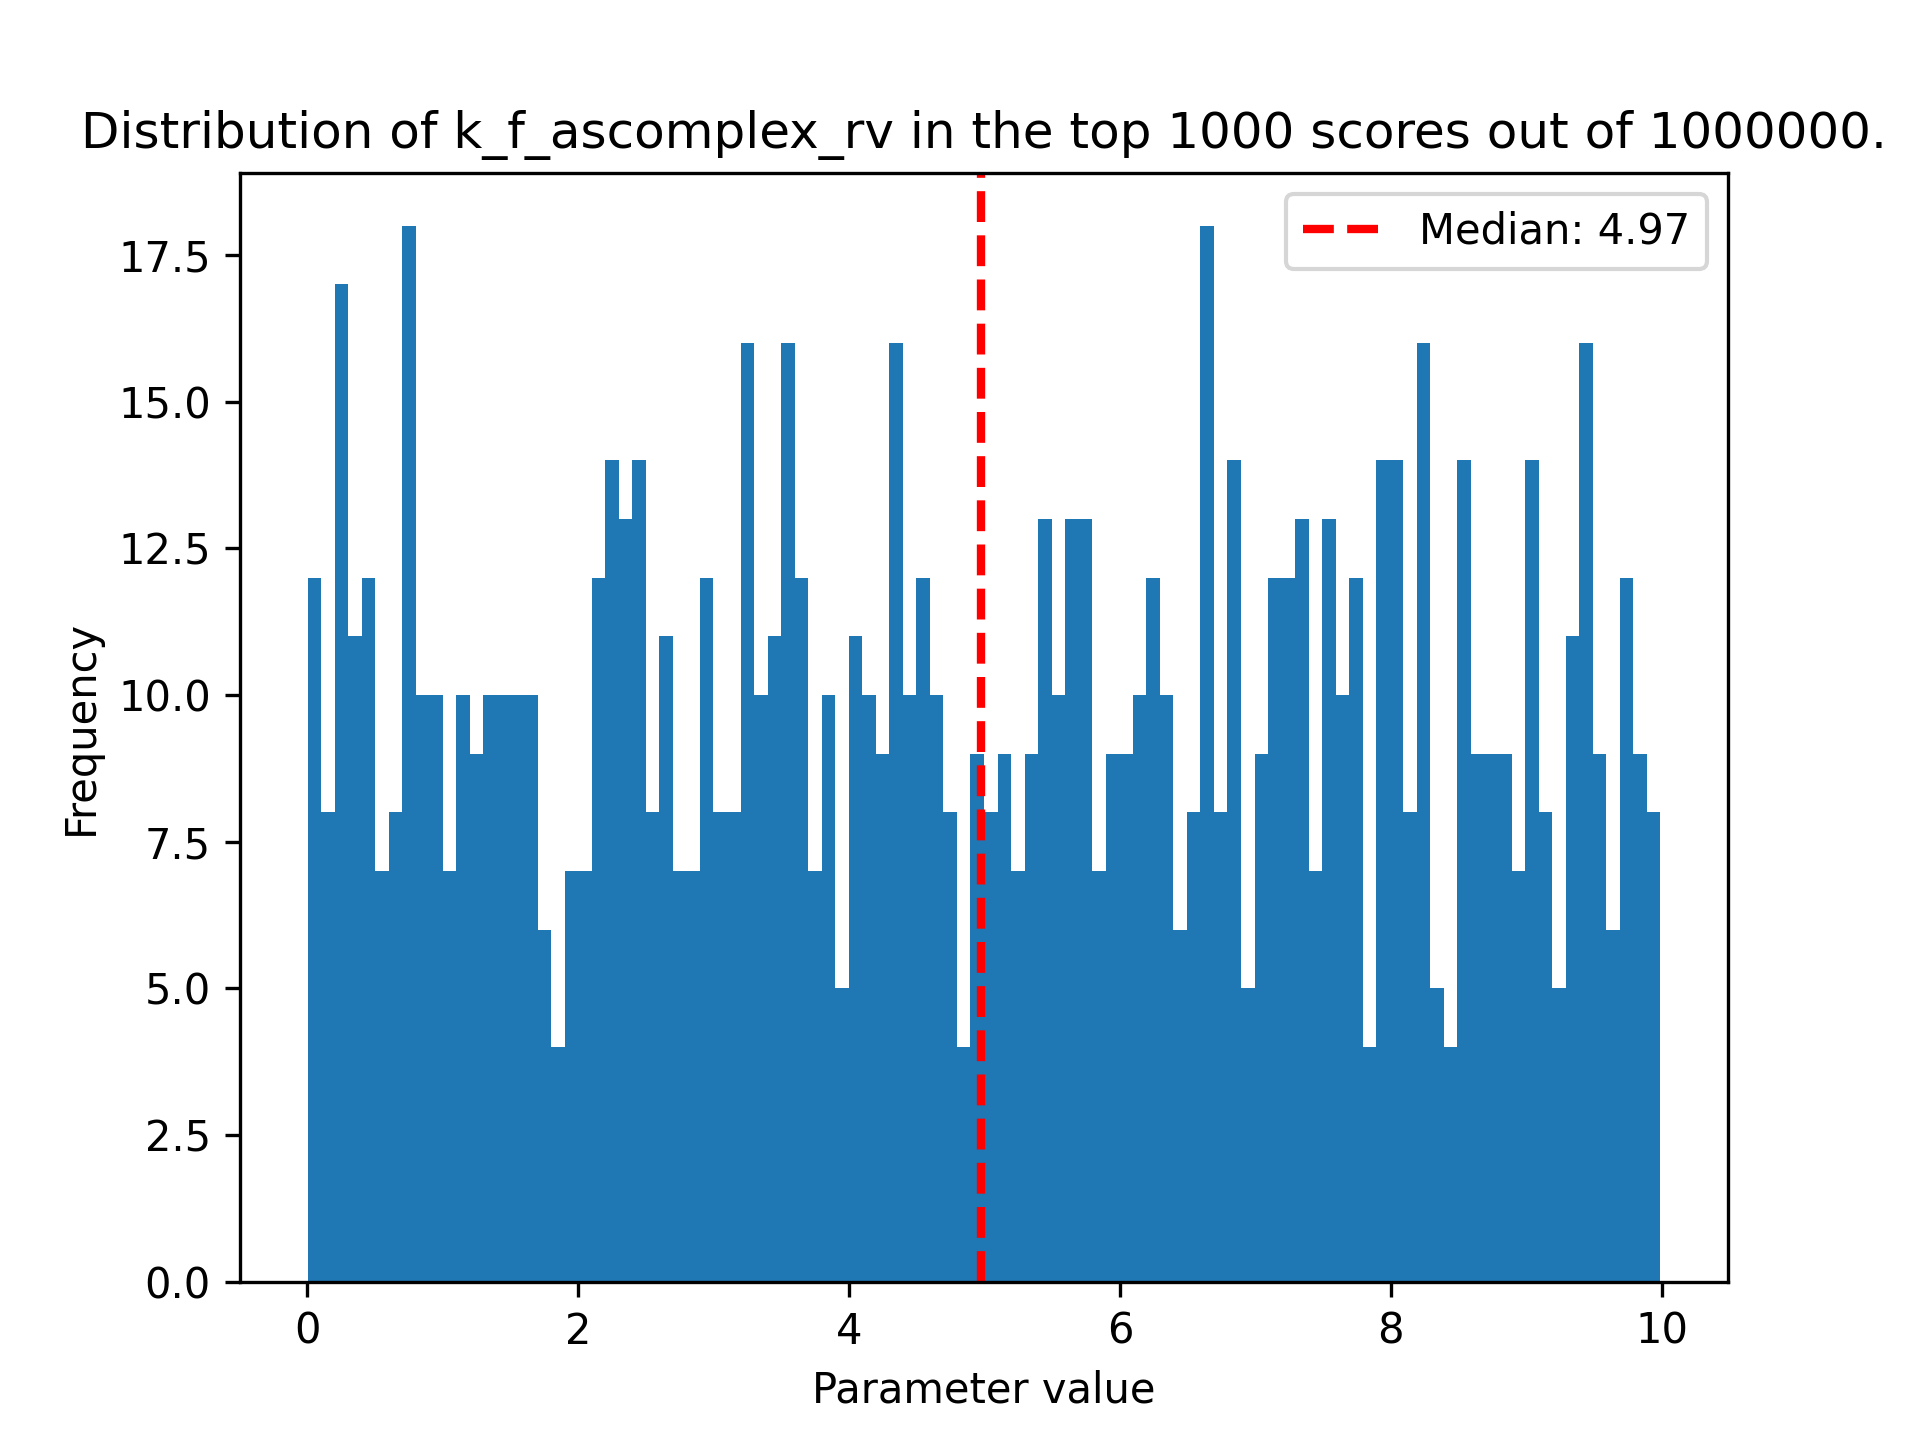 Distribution of k_f_ascomplex_rv in the top 1000 scores out of 1000000.
Median: 4.97
17.5
15.0
12.5
10.0
7.5
5.0
2.5
0.0
Frequency
0 2 4 6 8 10
Parameter value